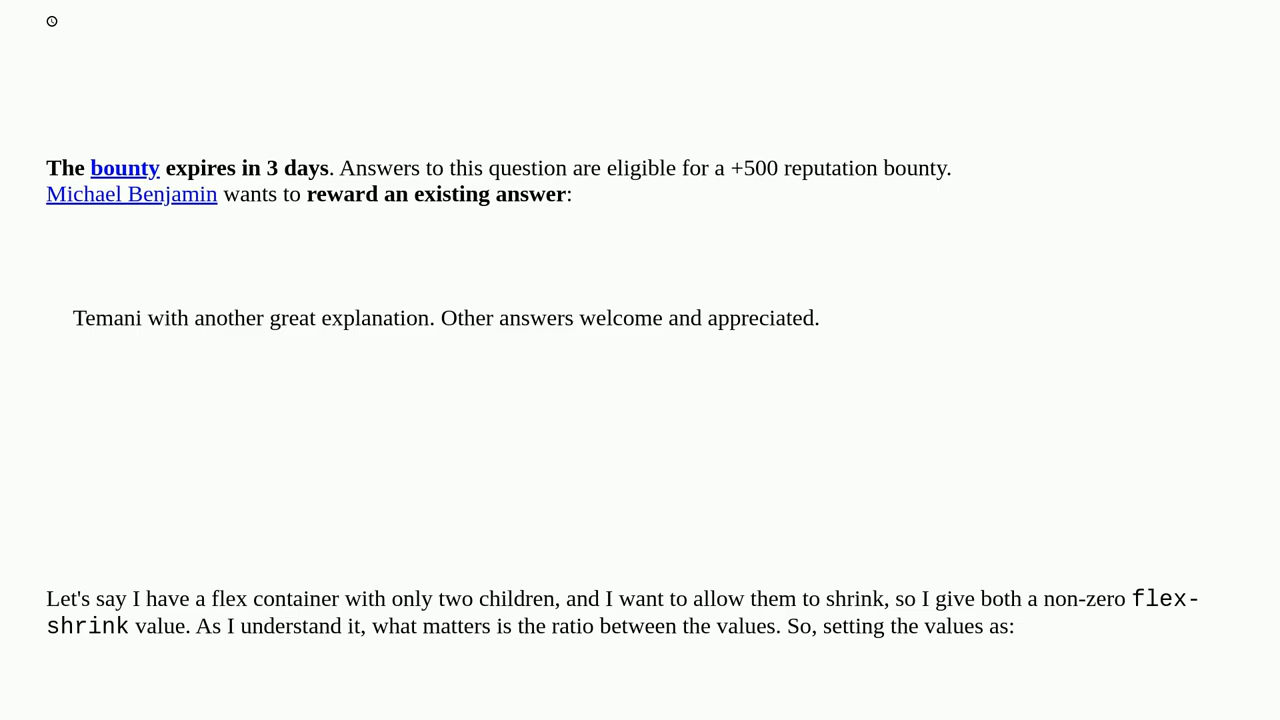 The bounty expires in 3 days. Answers to this question are eligible for a +500 reputation bounty.
Michael Benjamin wants to reward an existing answer:
Temani with another great explanation. Other answers welcome and appreciated.
Let's say I have a flex container with only two children, and I want to allow them to shrink, so I give both a non-zero flex-
shrink value. As I understand it, what matters is the ratio between the values. So, setting the values as: